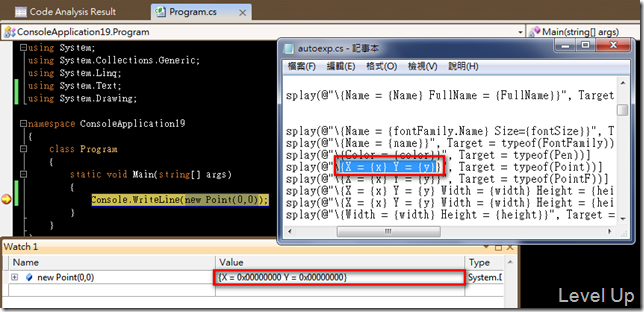 Code Analysis Result Program.cs
ConsoleApplication19.Program
Main(string[] args)
using System;
using System.Collections.Generic;
using System.Linq;
using System.Text;
using System.Drawing;
namespace ConsoleApplication19
{
class Program
{
static void Main(string[] args)
{
Console.WriteLine(new Point(0,0));
}
}
}
autoexp.cs - 記事本
檔案(F) 編輯(E) 格式(O) 檢視(V) 說明(H)
splay(@"\{Name = {Name} FullName = {FullName}}", Target
splay(@"\{Name = {fontFamily.Name} Size={fontSize}}", T
splay(@"\{Name = {name}}", Target = typeof(FontFamily))
splay(@"\{Color = {color}}", Target = typeof(Pen))]
splay(@"\{X = {x} Y = {y}}", Target = typeof(Point))]
splay(@"\{X = {x} Y = {y}}", Target = typeof(PointF))]
splay(@"\{X = {x} Y = {y} Width = {width} Height = {hei
splay(@"\{X = {x} Y = {y} Width = {width} Height = {hei
splay(@"\{Width = {width} Height = {height}}", Target =
Watch 1
Name Value Type
new Point(0,0) {X = 0x00000000 Y = 0x00000000} System.D
Level Up